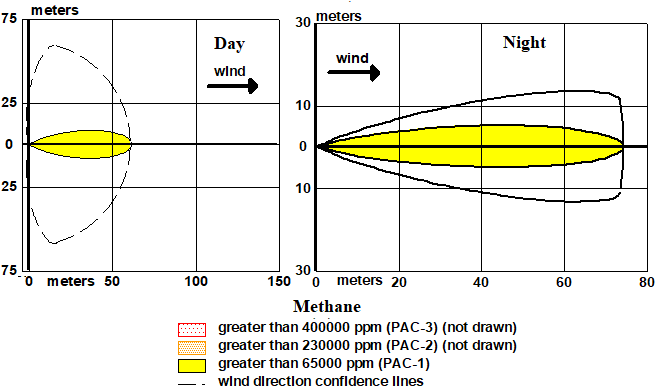 meters
75
Day
wind
25
0
25
75
0
meters
50
100
150
meters
30
Night
wind
10
0
10
30
0
meters
20
40
60
80
Methane
greater than 400000 ppm (PAC-3) (not drawn)
greater than 230000 ppm (PAC-2) (not drawn)
greater than 65000 ppm (PAC-1)
wind direction confidence lines